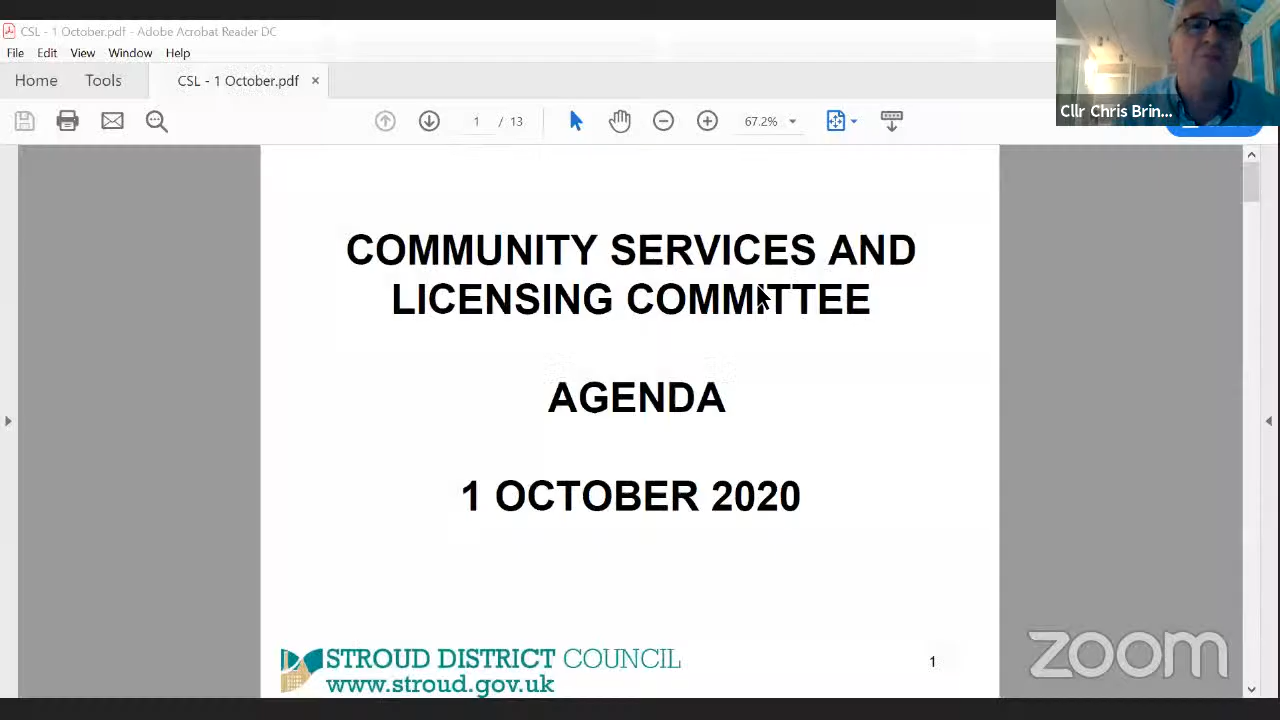 CSL - 1 October.pdf - Adobe Acrobat Reader DC
File Edit View Window Help
Home Tools CSL - 1 October.pdf ×
1 / 13 67.2%
Cllr Chris Brin...
COMMUNITY SERVICES AND
LICENSING COMMITTEE
AGENDA
1 OCTOBER 2020
STROUD DISTRICT COUNCIL
www.stroud.gov.uk
1
zoom